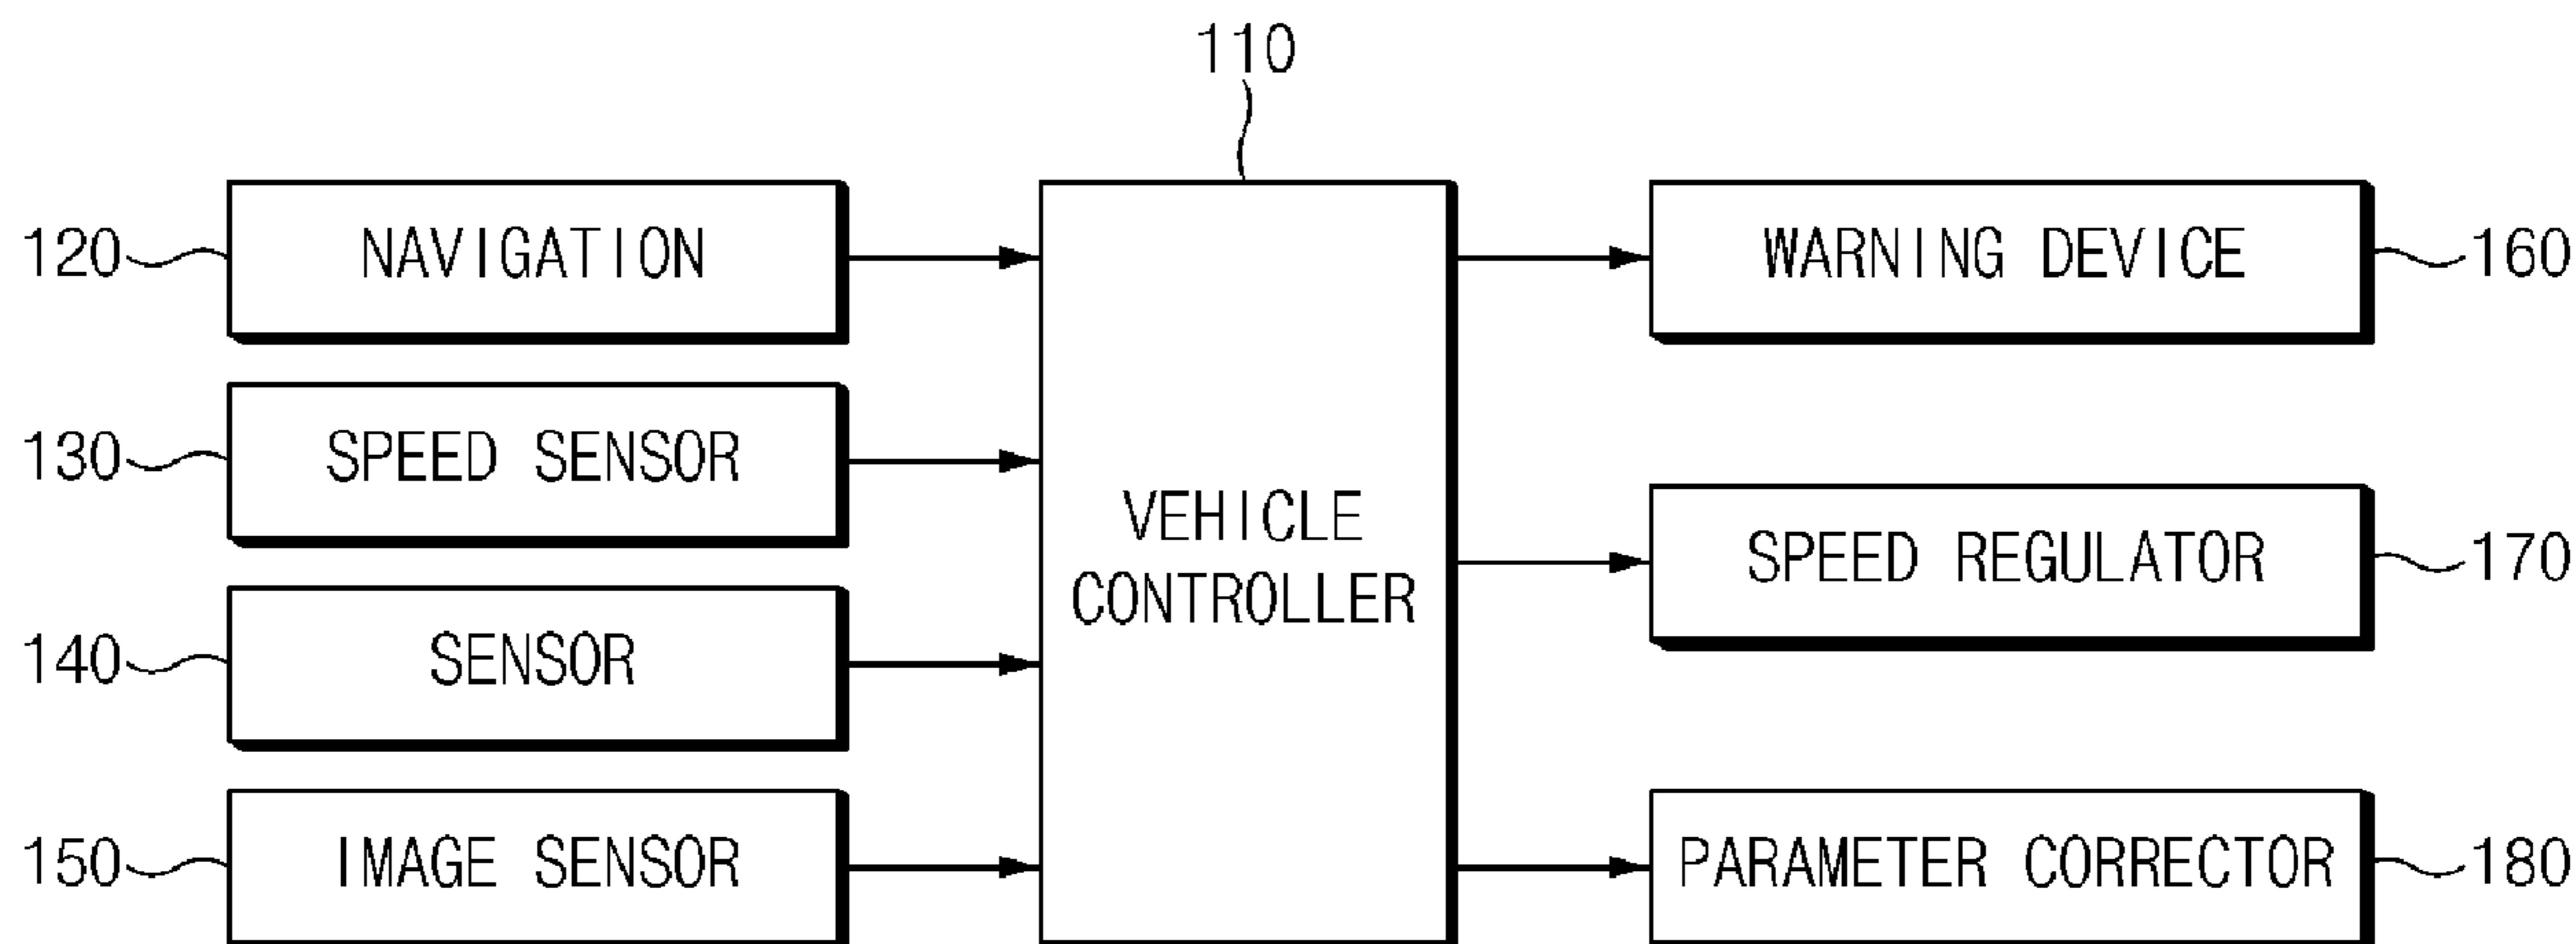 110
120
NAVIGATION
130
SPEED SENSOR
140
SENSOR
150
IMAGE SENSOR
VEHICLE
CONTROLLER
WARNING DEVICE
160
SPEED REGULATOR
170
PARAMETER CORRECTOR
180